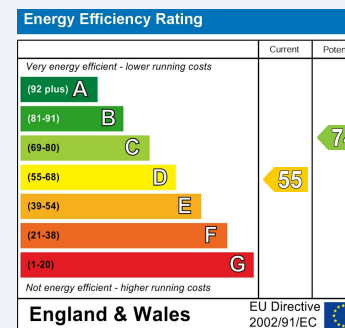 Energy Efficiency Rating
Current
Very energy efficient - lower running costs
(92 plus) A
(81-91) B
(69-80) C
(55-68) D
55
(39-54) E
(21-38) F
(1-20) G
Not energy efficient - higher running costs
England & Wales
EU Directive
2002/91/EC